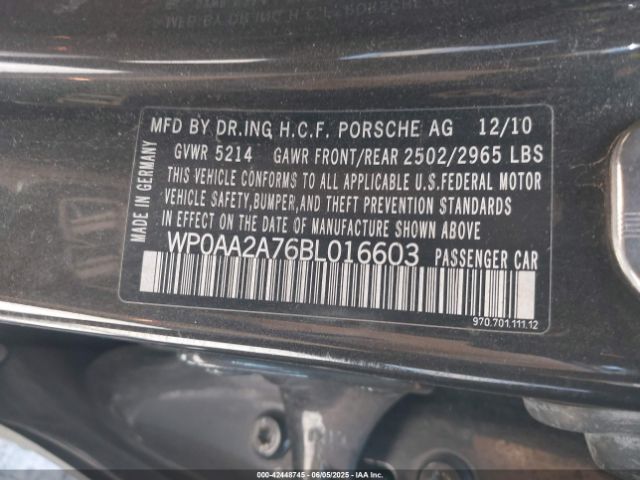 MFD BY DR.ING H.C.F. PORSCHE AG 12/10
GVWR 5214 GAWR FRONT/REAR 2502/2965 LBS
THIS VEHICLE CONFORMS TO ALL APPLICABLE U.S.FEDERAL MOTOR
VEHICLE SAFETY,BUMPER,AND THEFT PREVENTION STANDARDS
IN EFFECT ON THE DATE OF MANUFACTURE SHOWN ABOVE
WP0AA2A76BL016603 PASSENGER CAR
MADE IN GERMANY
970.701.111.12
000-42448745 - 06/05/2025 - IAA Inc.